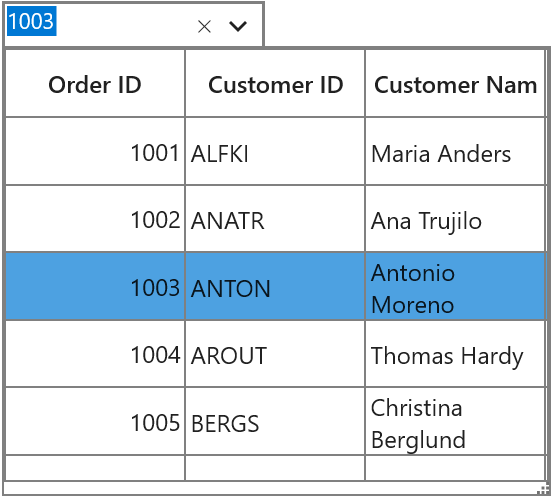 1003
Order ID Customer ID Customer Nam
1001 ALFKI Maria Anders
1002 ANATR Ana Trujilo
1003 ANTON Antonio
Moreno
1004 AROUT Thomas Hardy
1005 BERGS Christina
Berglund